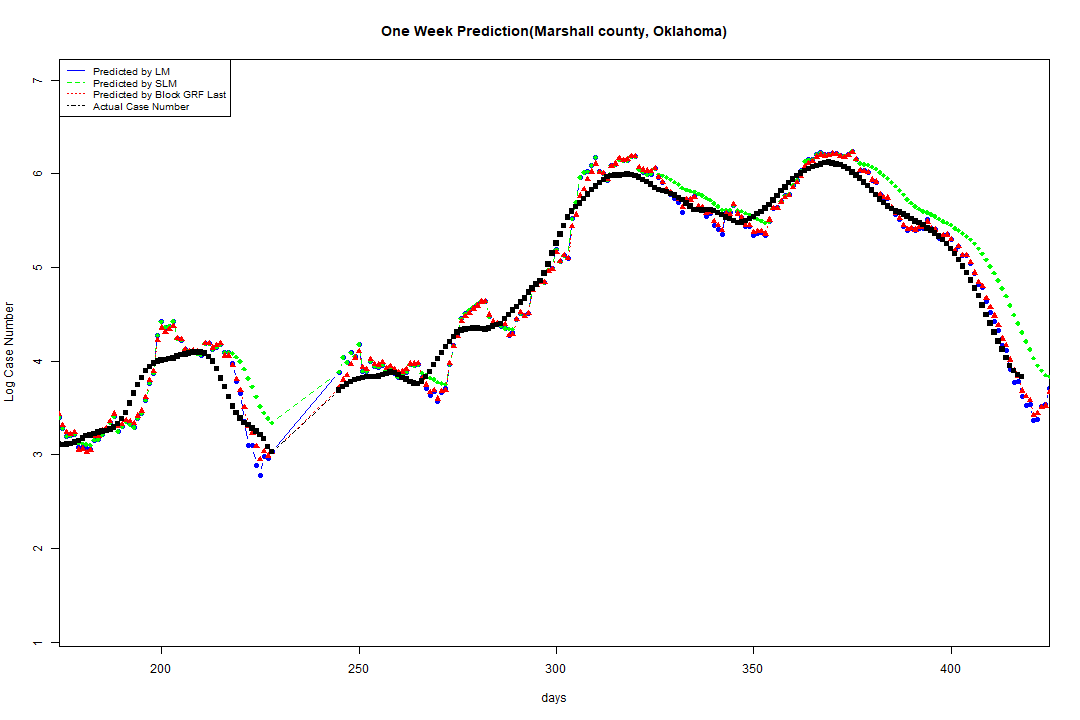 One Week Prediction(Marshall county, Oklahoma)
Predicted by LM
Predicted by SLM
Predicted by Block GRF Last
Actual Case Number
7
6
5
4
3
2
1
Log Case Number
200 250 300 350 400
days